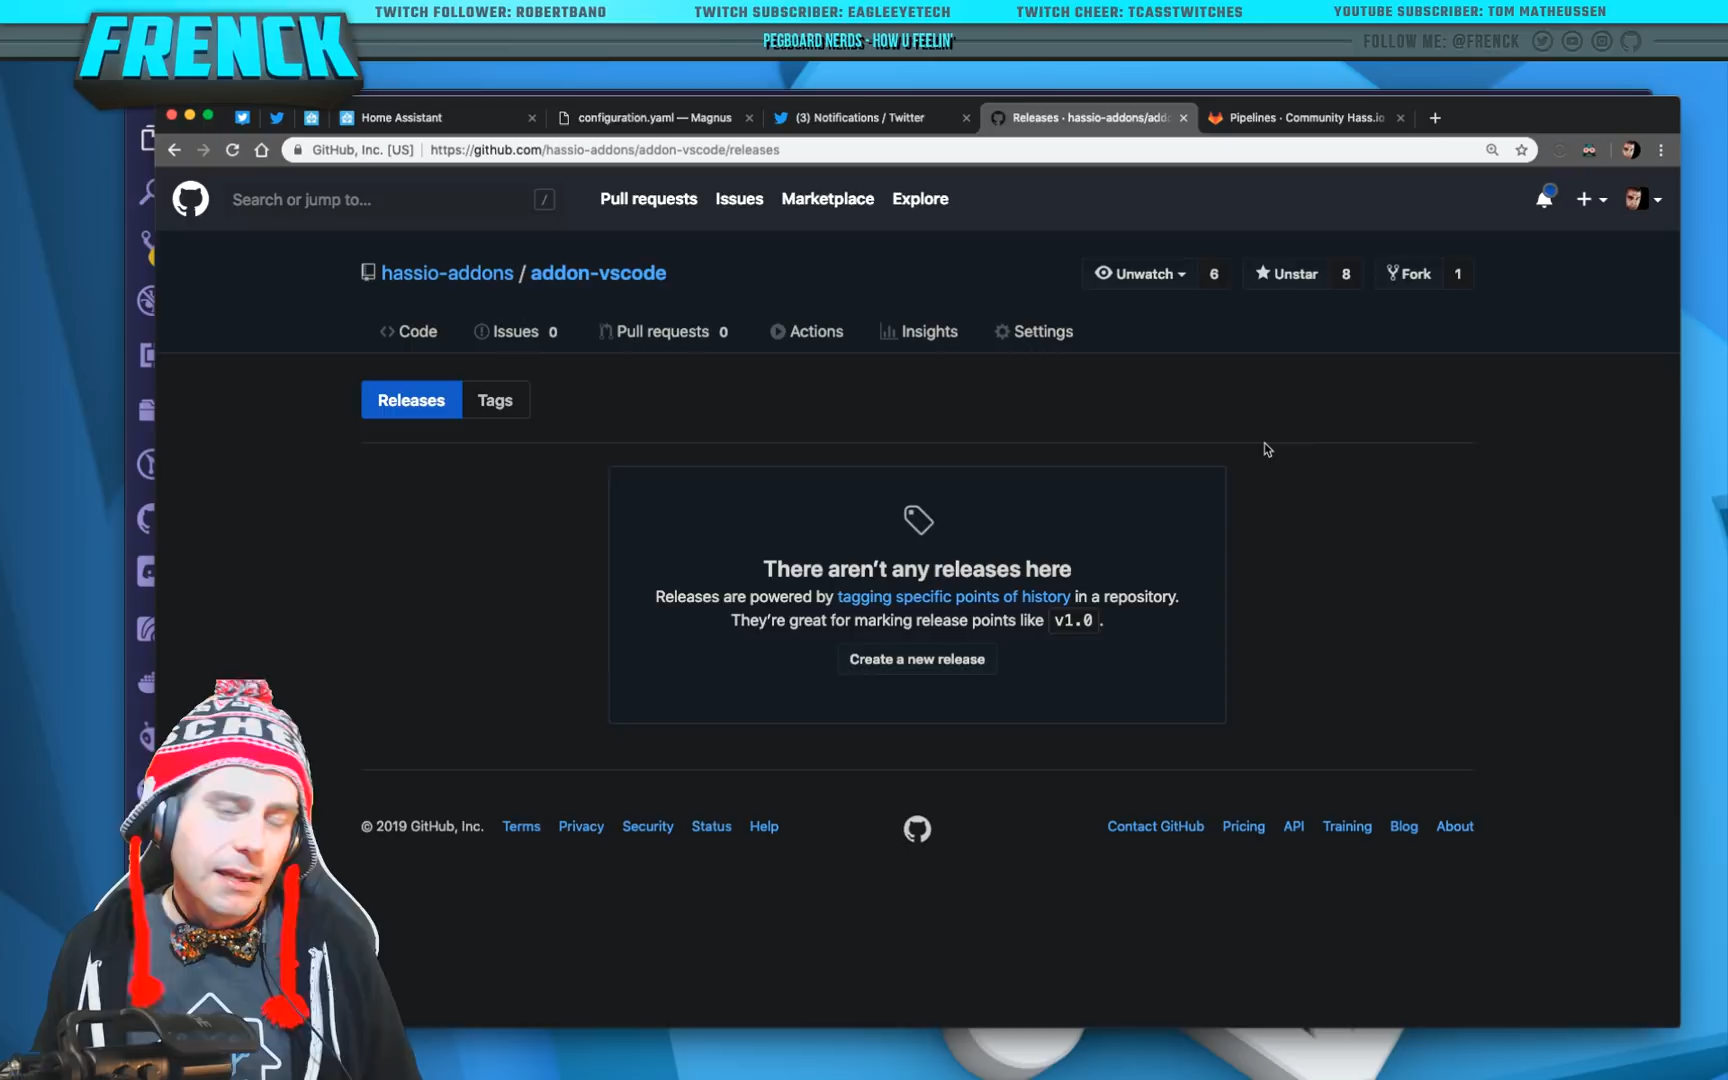 TWITCH FOLLOWER: ROBERTBANO
TWITCH SUBSCRIBER: EAGLEEYETECH
TWITCH CHEER: TCASSTWITCHES
YOUTUBE SUBSCRIBER: TOM MATHEUSSEN
FRENCK
PEGBOARD NERDS - HOW U FEELIN'
FOLLOW ME: @FRENCK
Home Assistant
configuration.yaml — Magnus
(3) Notifications / Twitter
Releases · hassio-addons/add
Pipelines · Community Hass.io
GitHub, Inc. [US]
https://github.com/hassio-addons/addon-vscode/releases
Search or jump to...
/
Pull requests
Issues
Marketplace
Explore
hassio-addons / addon-vscode
Unwatch 6
Unstar 8
Fork 1
Code
Issues 0
Pull requests 0
Actions
Insights
Settings
Releases
Tags
There aren't any releases here
Releases are powered by tagging specific points of history in a repository.
They're great for marking release points like v1.0 .
Create a new release
© 2019 GitHub, Inc.
Terms
Privacy
Security
Status
Help
Contact GitHub
Pricing
API
Training
Blog
About